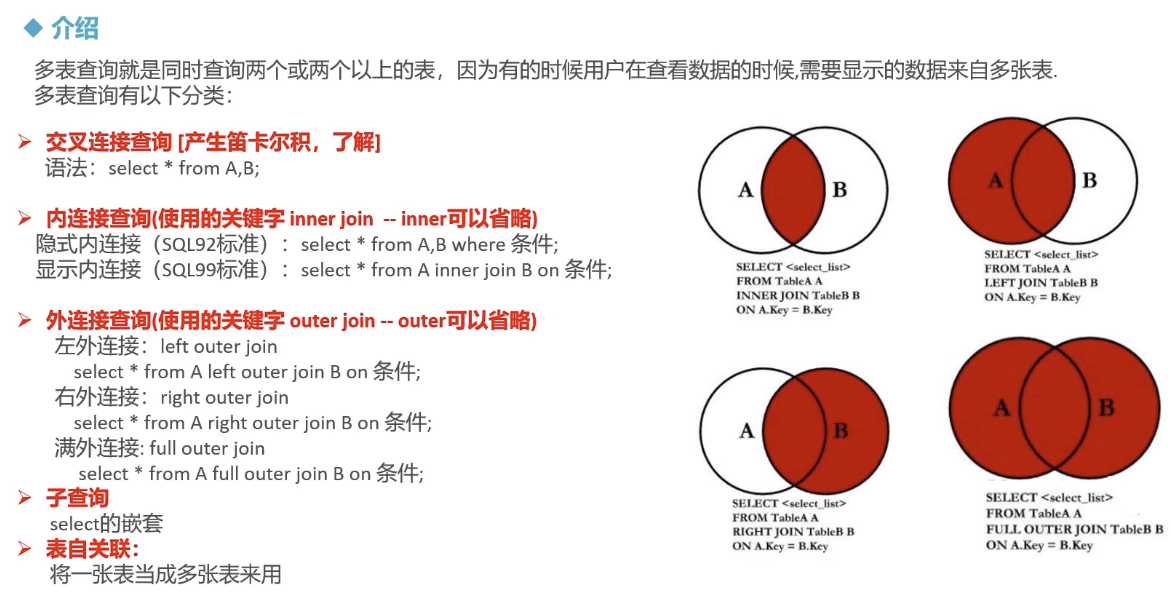 介绍
多表查询就是同时查询两个或两个以上的表，因为有的时候用户在查看数据的时候,需要显示的数据来自多张表.
多表查询有以下分类：
交叉连接查询 [产生笛卡尔积，了解]
语法：select * from A,B;
内连接查询(使用的关键字 inner join -- inner可以省略)
隐式内连接（SQL92标准）：select * from A,B where 条件;
显示内连接（SQL99标准）：select * from A inner join B on 条件;
外连接查询(使用的关键字 outer join -- outer可以省略)
左外连接：left outer join
select * from A left outer join B on 条件;
右外连接：right outer join
select * from A right outer join B on 条件;
满外连接: full outer join
select * from A full outer join B on 条件;
子查询
select的嵌套
表自关联：
将一张表当成多张表来用
A B
SELECT <select_list>
FROM TableA A
INNER JOIN TableB B
ON A.Key = B.Key
A B
SELECT <select_list>
FROM TableA A
LEFT JOIN TableB B
ON A.Key = B.Key
A B
SELECT <select_list>
FROM TableA A
RIGHT JOIN TableB B
ON A.Key = B.Key
A B
SELECT <select_list>
FROM TableA A
FULL OUTER JOIN TableB B
ON A.Key = B.Key